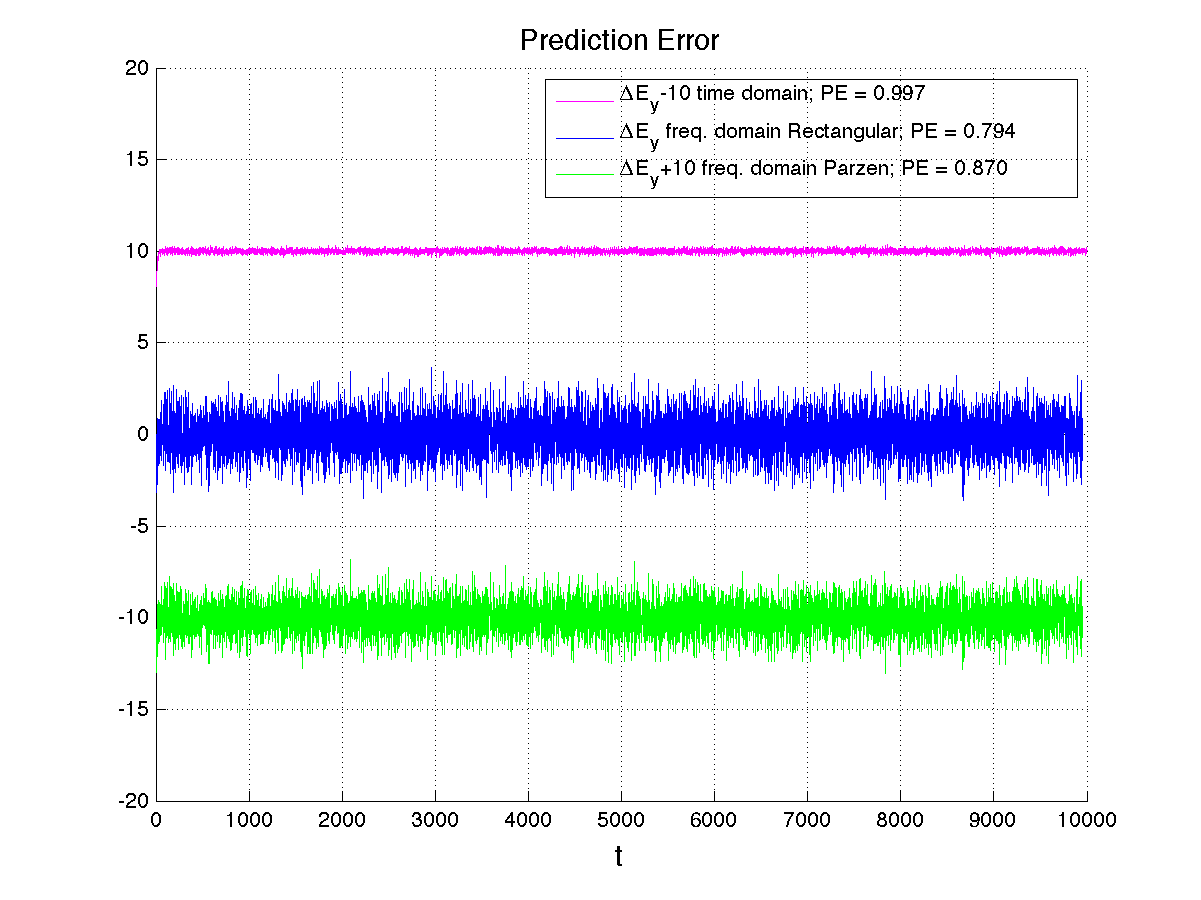 Prediction Error
20
ΔEy-10 time domain; PE = 0.997
ΔEy freq. domain Rectangular; PE = 0.794
15
ΔEy+10 freq. domain Parzen; PE = 0.870
10
5
0
-5
-10
-15
-20
0 1000 2000 3000 4000 5000 6000 7000 8000 9000 10000
t